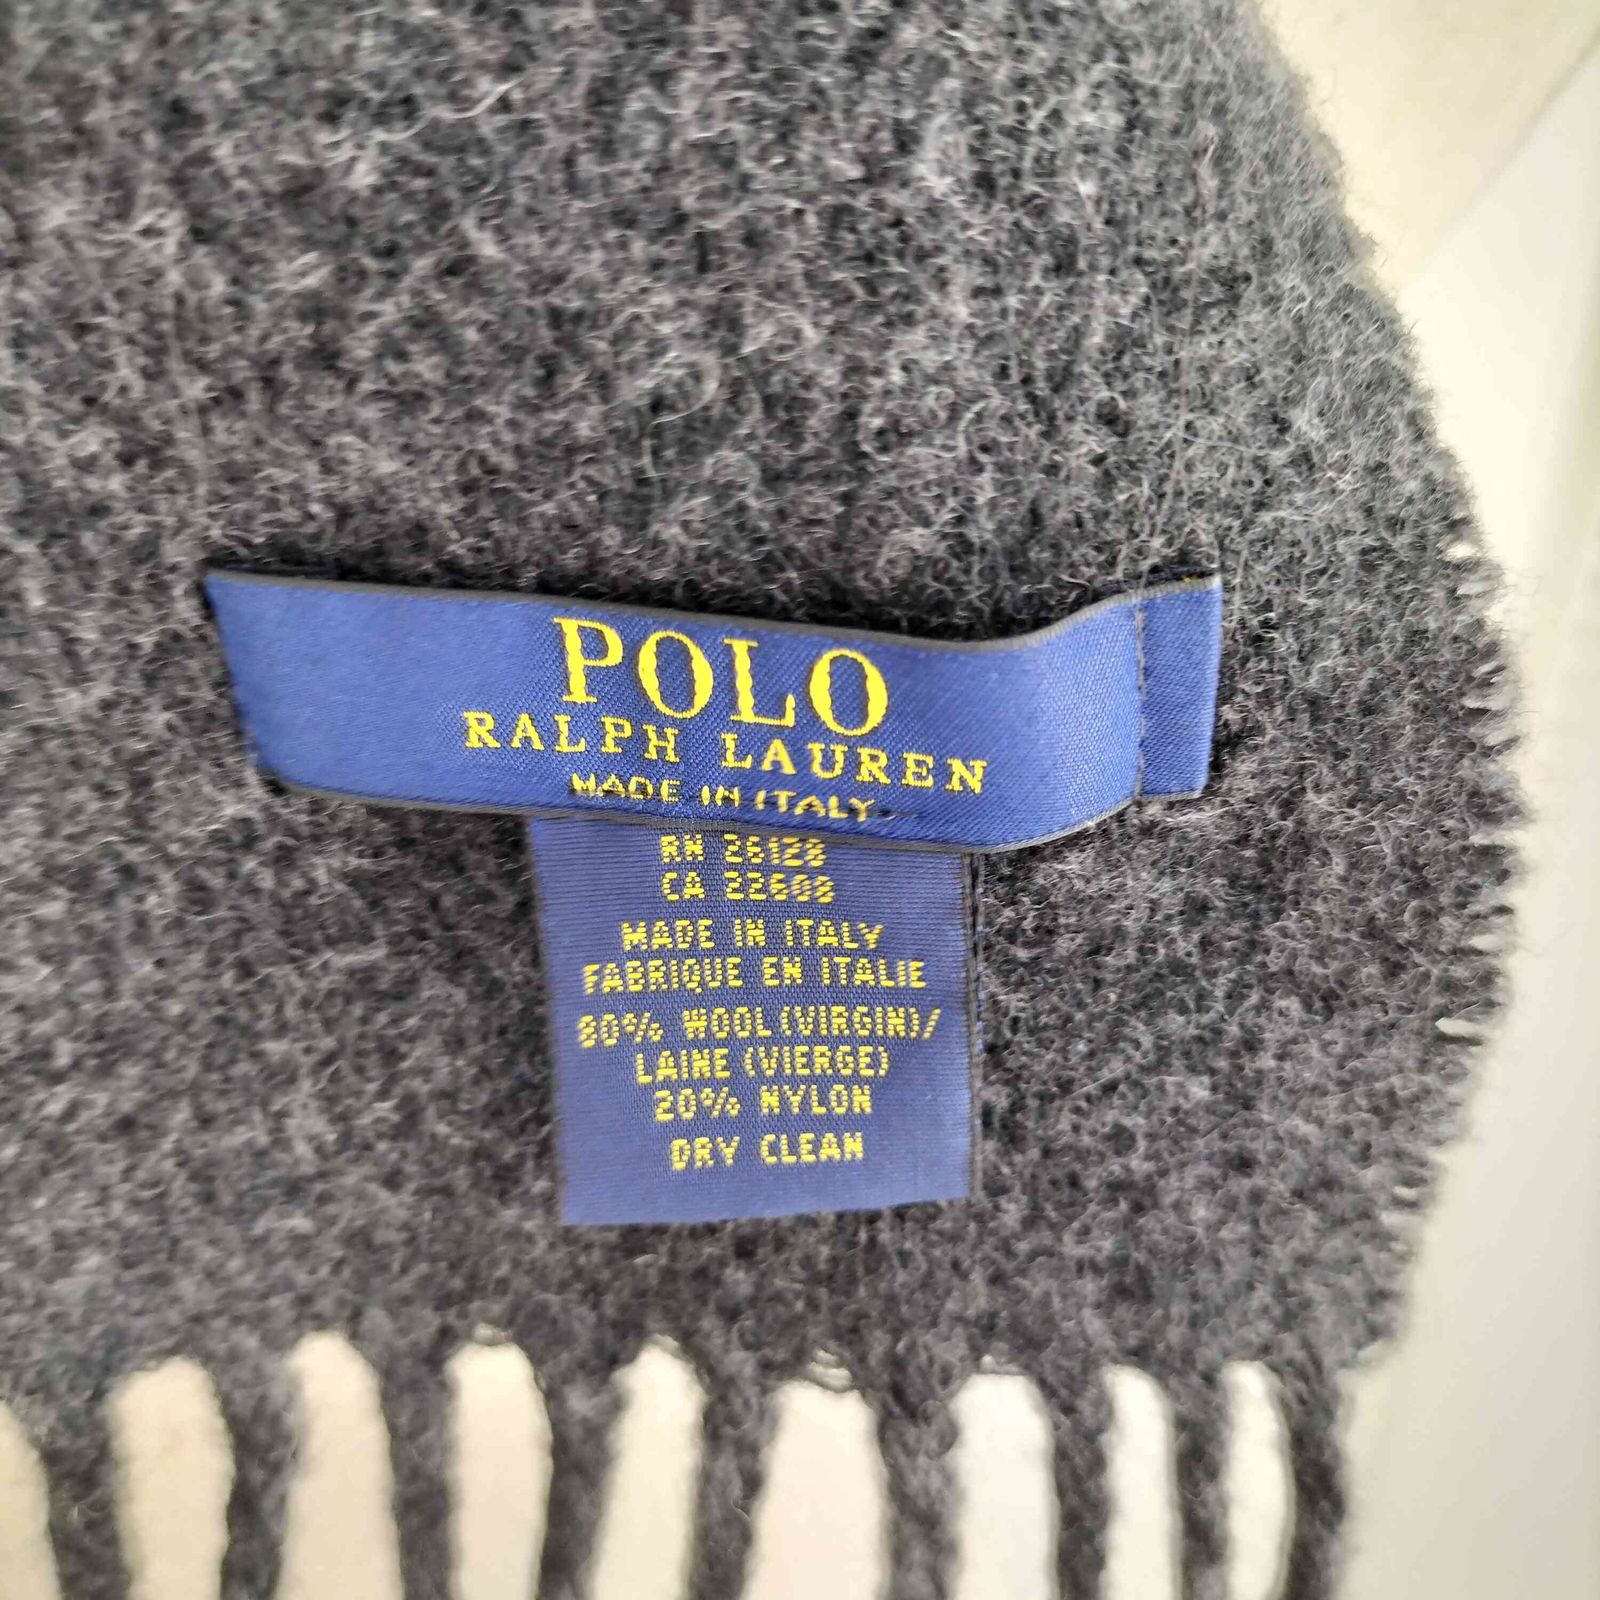 POLO
RALPH LAUREN
MADE IN ITALY
RN 26128
CA 22608
MADE IN ITALY
FABRIQUE EN ITALIE
80% WOOL (VIRGIN)/
LAINE (VIERGE)
20% NYLON
DRY CLEAN